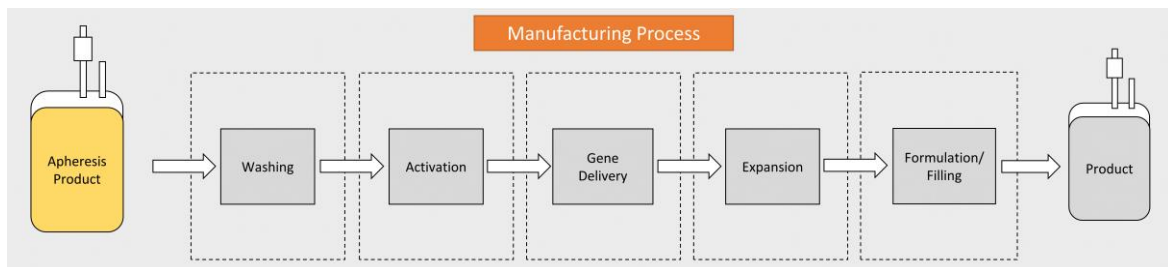 Manufacturing Process
Apheresis
Product
Washing
Activation
Gene
Delivery
Expansion
Formulation/
Filling
Product